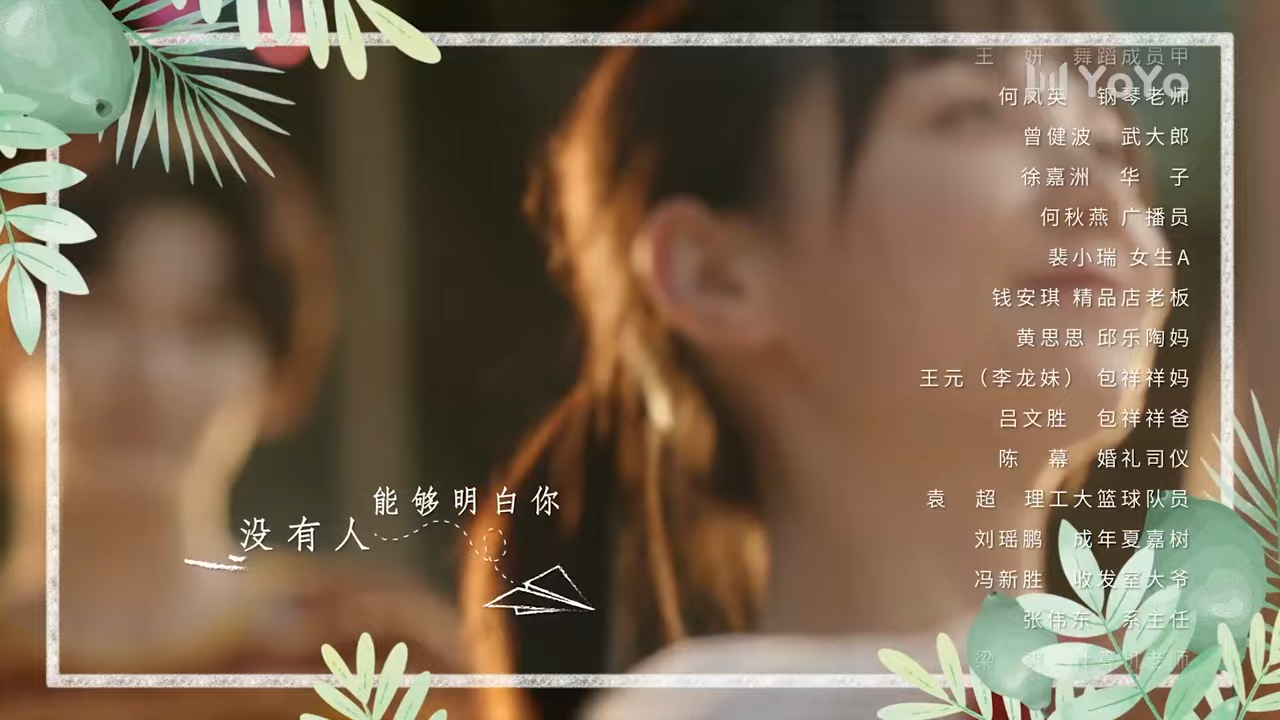 王　妍　舞蹈成员甲
YoYo
何凤英　钢琴老师
曾健波　武大郎
徐嘉洲　华　子
何秋燕 广播员
裴小瑞 女生A
钱安琪 精品店老板
黄思思 邱乐陶妈
王元（李龙妹） 包祥祥妈
吕文胜　包祥祥爸
陈　幕　婚礼司仪
袁　超　理工大篮球队员
刘瑶鹏　成年夏嘉树
冯新胜　收发室大爷
张伟东　系主任
梁
没有人能够明白你